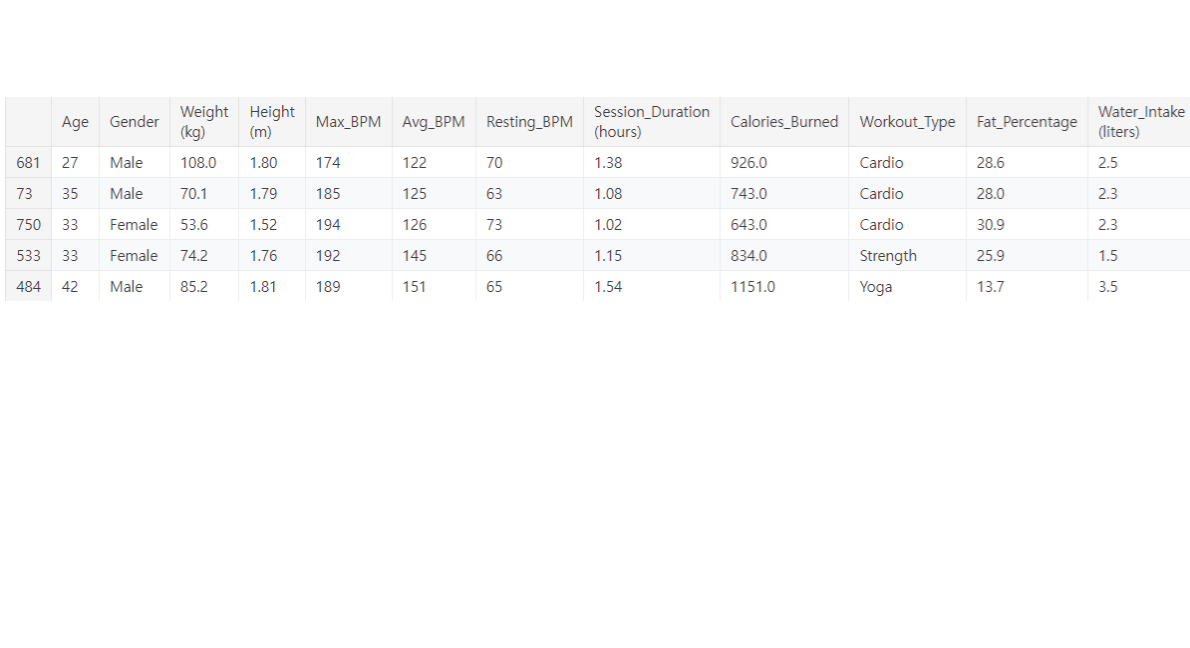 Age Gender Weight (kg) Height (m) Max_BPM Avg_BPM Resting_BPM Session_Duration (hours) Calories_Burned Workout_Type Fat_Percentage Water_Intake (liters)
681 27 Male 108.0 1.80 174 122 70 1.38 926.0 Cardio 28.6 2.5
73 35 Male 70.1 1.79 185 125 63 1.08 743.0 Cardio 28.0 2.3
750 33 Female 53.6 1.52 194 126 73 1.02 643.0 Cardio 30.9 2.3
533 33 Female 74.2 1.76 192 145 66 1.15 834.0 Strength 25.9 1.5
484 42 Male 85.2 1.81 189 151 65 1.54 1151.0 Yoga 13.7 3.5